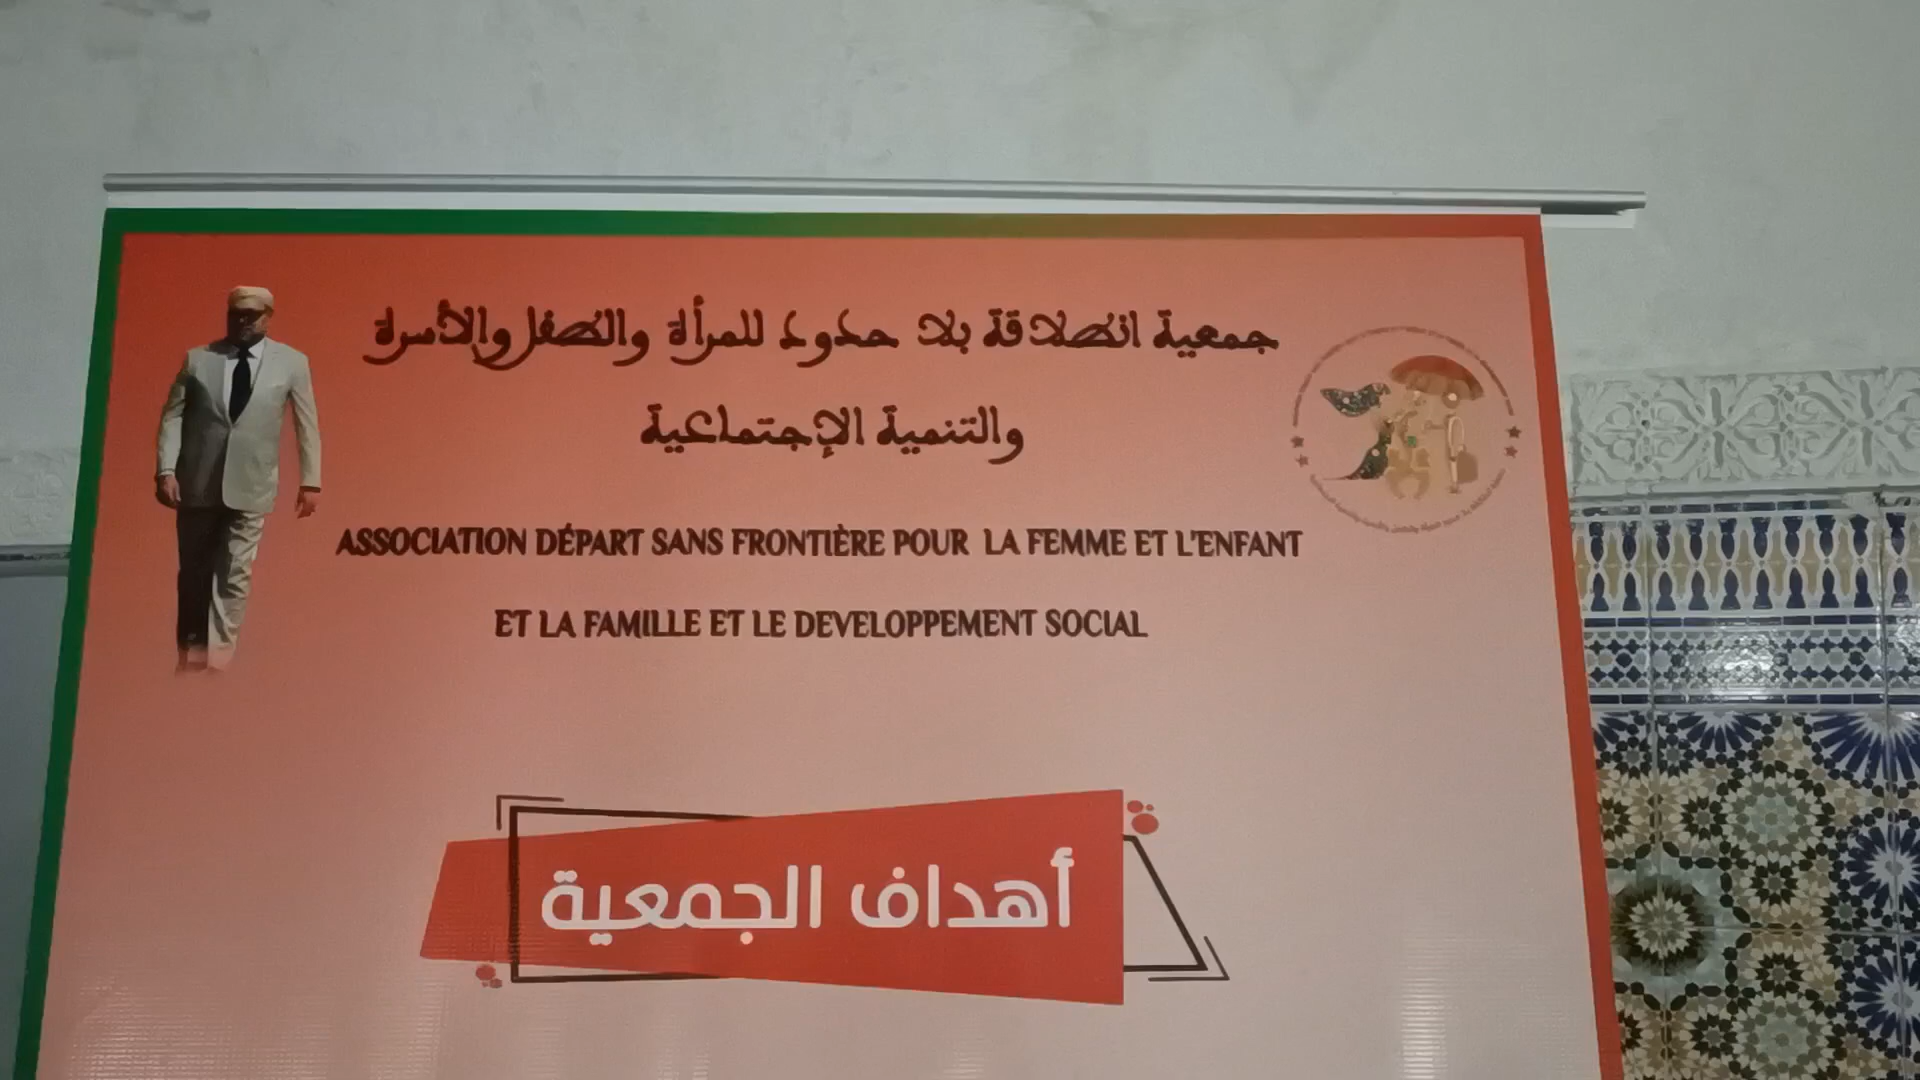 جمعية انطلاقة بلا حدود للمرأة والطفل والأسرة
والتنمية الإجتماعية
ASSOCIATION DÉPART SANS FRONTIÈRE POUR LA FEMME ET L'ENFANT
ET LA FAMILLE ET LE DEVELOPPEMENT SOCIAL
أهداف الجمعية